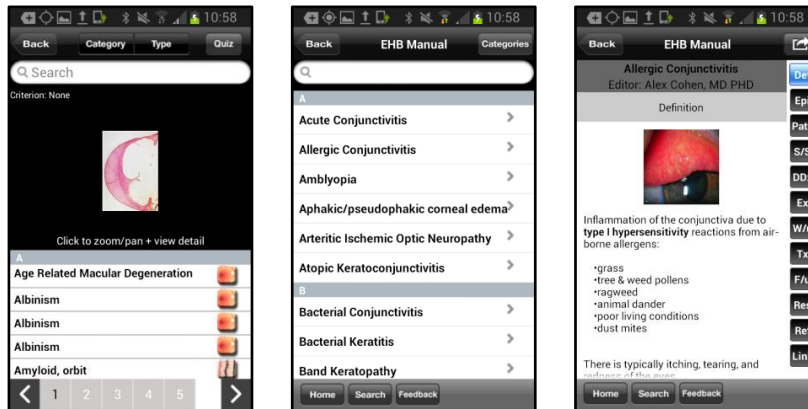 10:58
Back
Category
Type
Quiz
Search
Criterion: None
Click to zoom/pan + view detail
A
Age Related Macular Degeneration
Albinism
Albinism
Albinism
Amyloid, orbit
1 2 3 4 5
10:58
Back
EHB Manual
Categories
A
Acute Conjunctivitis
Allergic Conjunctivitis
Amblyopia
Aphakic/pseudophakic corneal edema
Arteritic Ischemic Optic Neuropathy
Atopic Keratoconjunctivitis
B
Bacterial Conjunctivitis
Bacterial Keratitis
Band Keratopathy
Home
Search
Feedback
10:58
Back
EHB Manual
Allergic Conjunctivitis
Editor: Alex Cohen, MD PHD
Definition
Inflammation of the conjunctiva due to
type I hypersensitivity reactions from air-
borne allergens:
•grass
•tree & weed pollens
•ragweed
•animal dander
•poor living conditions
•dust mites
There is typically itching, tearing, and
redness of the eyes
Home
Search
Feedback